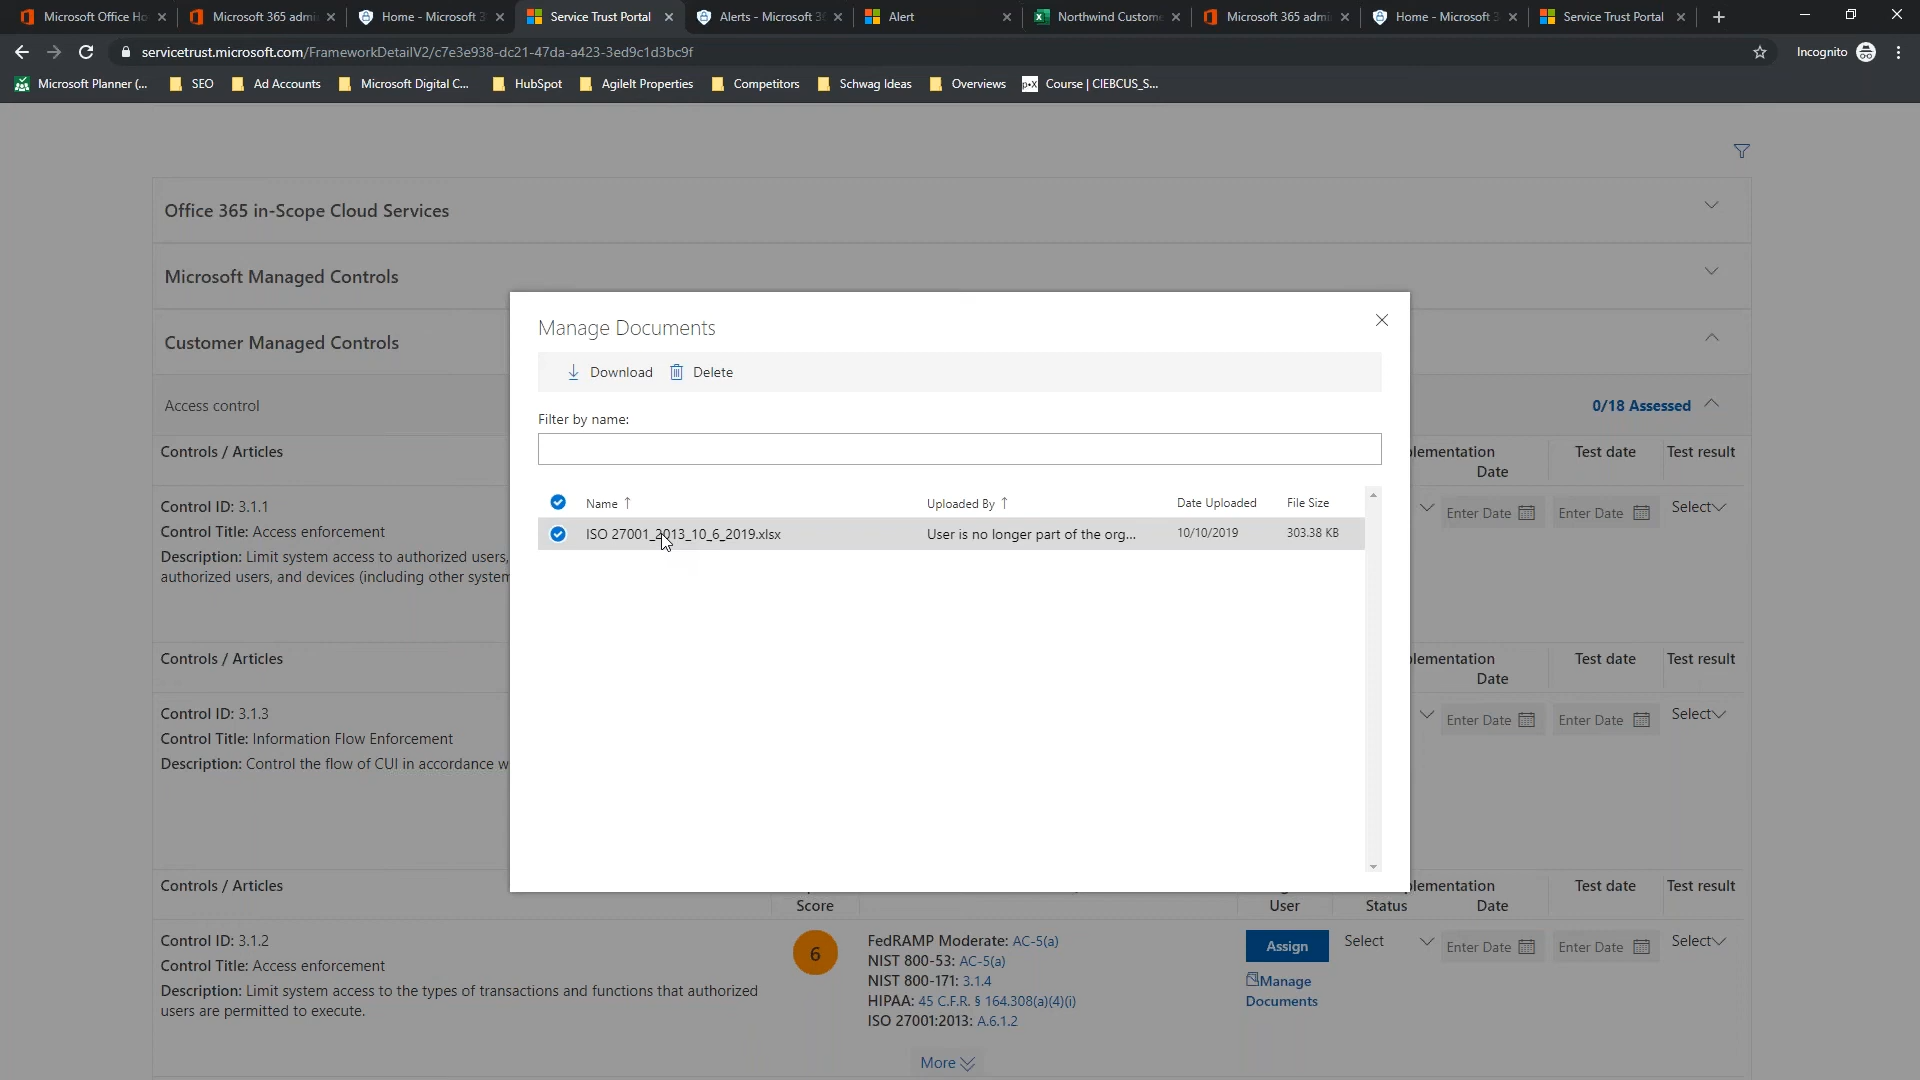 Microsoft Office Ho
Microsoft 365 admi
Home - Microsoft 3
Service Trust Portal
Alerts - Microsoft 3
Alert
Northwind Custome
Microsoft 365 admi
Home - Microsoft 3
Service Trust Portal
servicetrust.microsoft.com/FrameworkDetailV2/c7e3e938-dc21-47da-a423-3ed9c1d3bc9f
Incognito
Microsoft Planner (...
SEO
Ad Accounts
Microsoft Digital C...
HubSpot
AgileIt Properties
Competitors
Schwag Ideas
Overviews
Course | CIEBCUS_S...
Office 365 in-Scope Cloud Services
Microsoft Managed Controls
Customer Managed Controls
Access control
0/18 Assessed
Manage Documents
Download
Delete
Filter by name:
Name
Uploaded By
Date Uploaded
File Size
ISO 27001_2013_10_6_2019.xlsx
User is no longer part of the org...
10/10/2019
303.38 KB
Controls / Articles
plementation
Date
Test date
Test result
Control ID: 3.1.1
Control Title: Access enforcement
Description: Limit system access to authorized users,
authorized users, and devices (including other system
Enter Date
Enter Date
Select
Controls / Articles
plementation
Date
Test date
Test result
Control ID: 3.1.3
Control Title: Information Flow Enforcement
Description: Control the flow of CUI in accordance w
Enter Date
Enter Date
Select
Controls / Articles
Score
User
Status
plementation
Date
Test date
Test result
Control ID: 3.1.2
Control Title: Access enforcement
Description: Limit system access to the types of transactions and functions that authorized
users are permitted to execute.
6
FedRAMP Moderate: AC-5(a)
NIST 800-53: AC-5(a)
NIST 800-171: 3.1.4
HIPAA: 45 C.F.R. § 164.308(a)(4)(i)
ISO 27001:2013: A.6.1.2
More
Assign
Manage
Documents
Select
Enter Date
Enter Date
Select